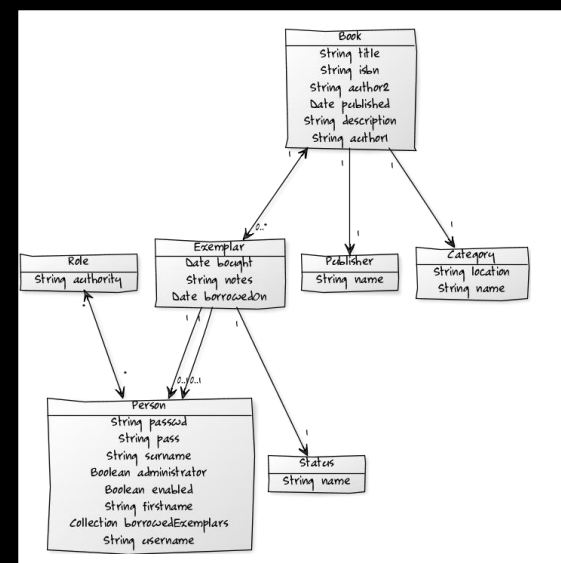 Book
String title
String isbn
String author2
Date published
String description
String author1
1
1
1
0..*
1
1
Exemplar
Date bought
String notes
Date borrowedOn
Publisher
String name
Category
String location
String name
Role
String authority
*
1
1
1
*
0..1
0..1
1
Person
String passwd
String pass
String surname
Boolean administrator
Boolean enabled
String firstname
Collection borrowedExemplars
String username
Status
String name